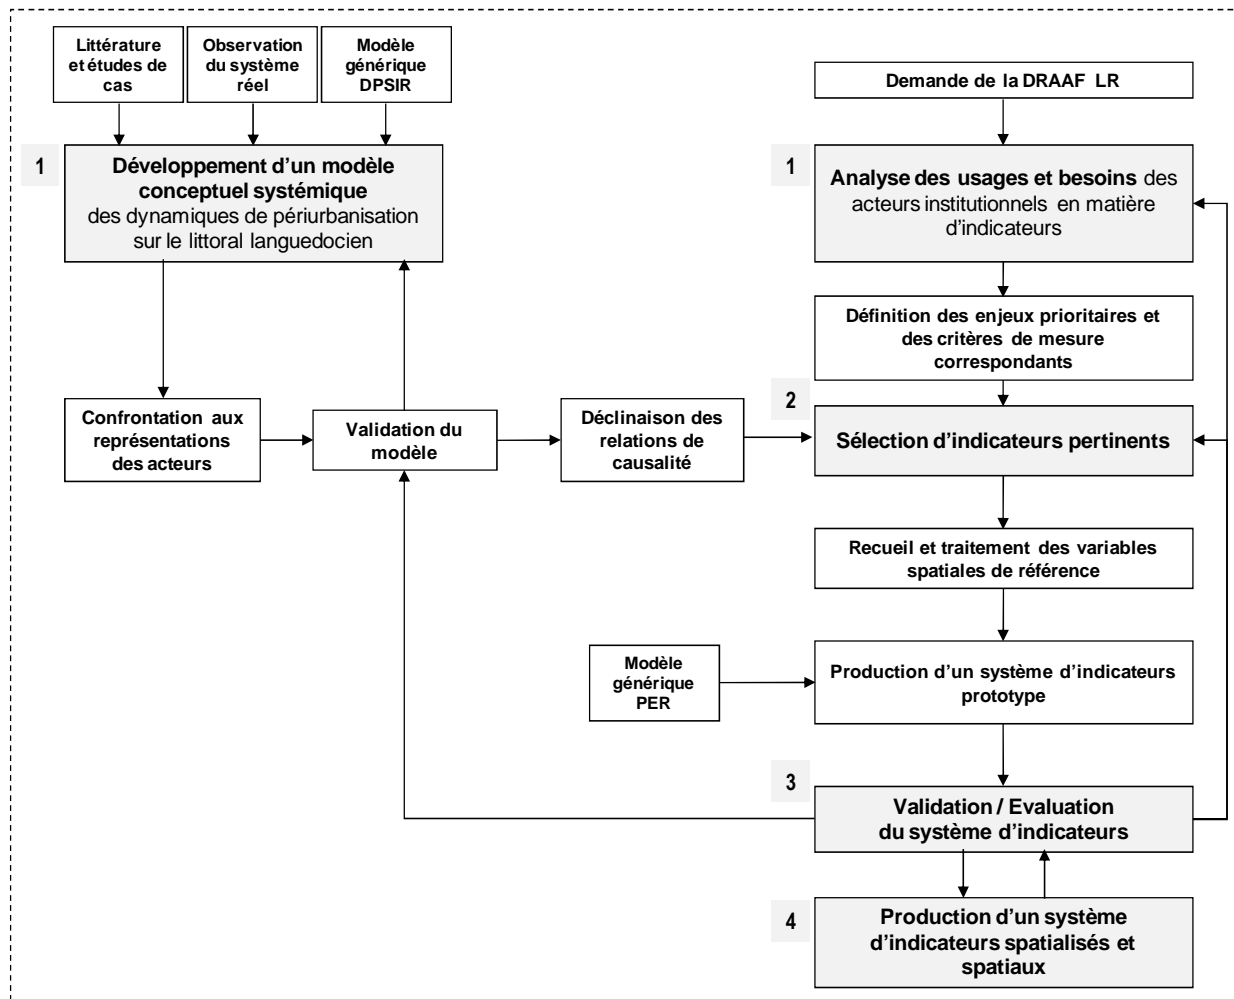 Littérature
et études de
cas
Observation
du système
réel
Modèle
générique
DPSIR
1
Développement d'un modèle
conceptuel systémique
des dynamiques de périurbanisation
sur le littoral languedocien
Confrontation aux
représentations
des acteurs
Validation du
modèle
Déclinaison des
relations de
causalité
Demande de la DRAAF LR
1
Analyse des usages et besoins des
acteurs institutionnels en matière
d'indicateurs
Définition des enjeux prioritaires et
des critères de mesure
correspondants
2
Sélection d'indicateurs pertinents
Recueil et traitement des variables
spatiales de référence
Modèle
générique
PER
Production d'un système d'indicateurs
prototype
3
Validation / Evaluation
du système d'indicateurs
4
Production d'un système
d'indicateurs spatialisés et
spatiaux